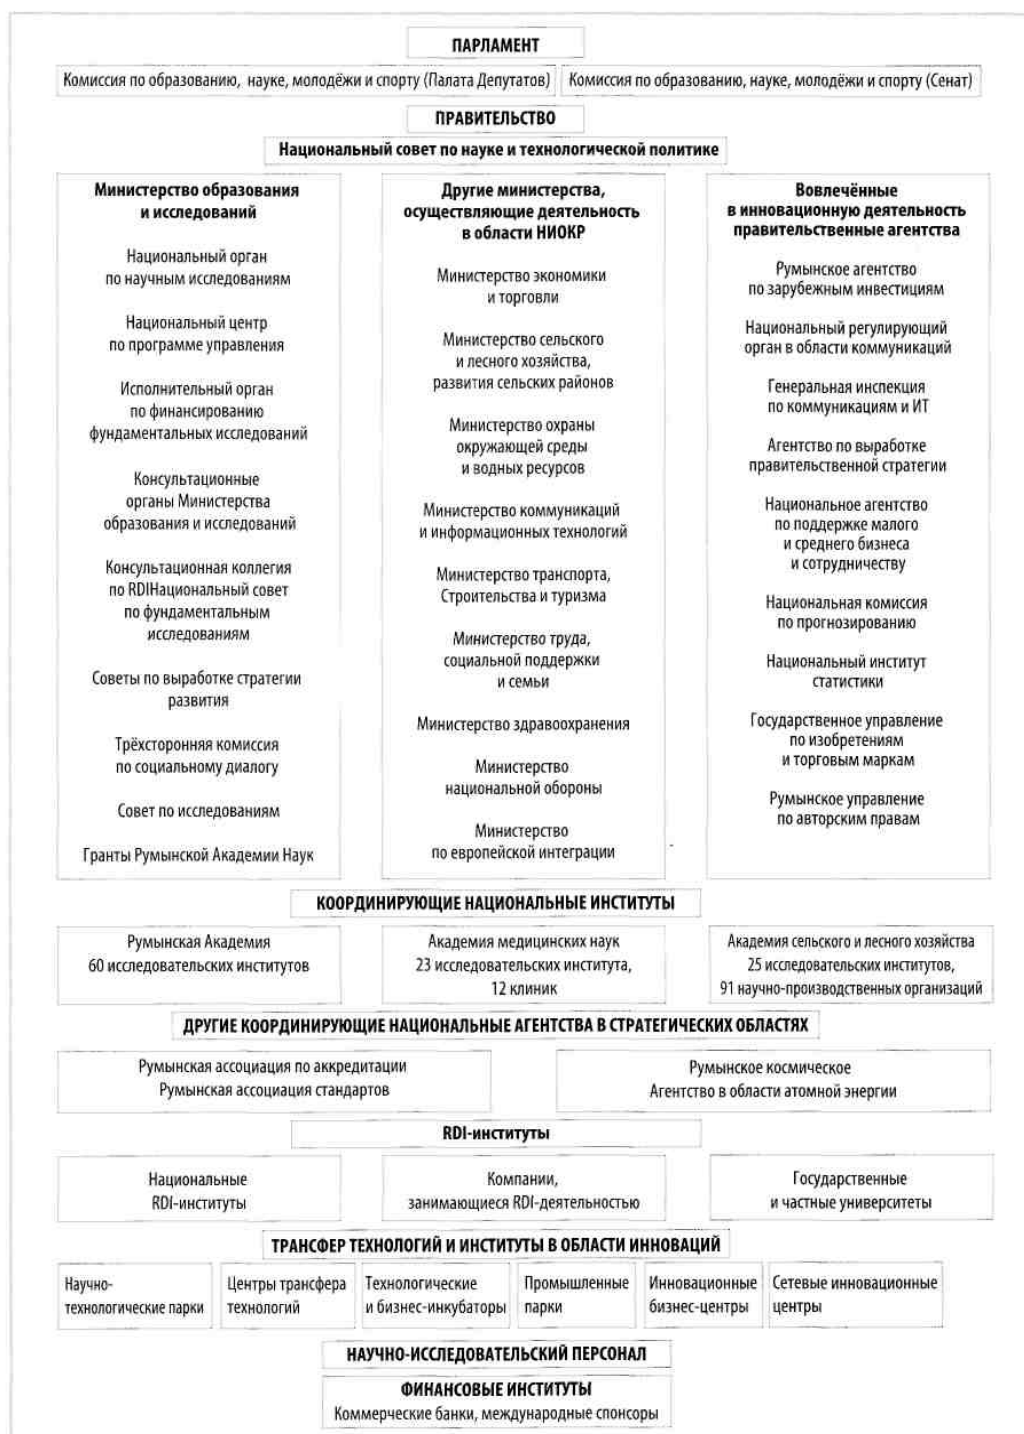 ПАРЛАМЕНТ
Комиссия по образованию, науке, молодёжи и спорту (Палата Депутатов)
Комиссия по образованию, науке, молодёжи и спорту (Сенат)
ПРАВИТЕЛЬСТВО
Национальный совет по науке и технологической политике
Министерство образования
и исследований
Национальный орган
по научным исследованиям
Национальный центр
по программе управления
Исполнительный орган
по финансированию
фундаментальных исследований
Консультационные
органы Министерства
образования и исследований
Консультационная коллегия
по RDIНациональный совет
по фундаментальным
исследованиям
Советы по выработке стратегии
развития
Трёхсторонняя комиссия
по социальному диалогу
Совет по исследованиям
Гранты Румынской Академии Наук
Другие министерства,
осуществляющие деятельность
в области НИОКР
Министерство экономики
и торговли
Министерство сельского
и лесного хозяйства,
развития сельских районов
Министерство охраны
окружающей среды
и водных ресурсов
Министерство коммуникаций
и информационных технологий
Министерство транспорта,
Строительства и туризма
Министерство труда,
социальной поддержки
и семьи
Министерство здравоохранения
Министерство
национальной обороны
Министерство
по европейской интеграции
Вовлечённые
в инновационную деятельность
правительственные агентства
Румынское агентство
по зарубежным инвестициям
Национальный регулирующий
орган в области коммуникаций
Генеральная инспекция
по коммуникациям и ИТ
Агентство по выработке
правительственной стратегии
Национальное агентство
по поддержке малого
и среднего бизнеса
и сотрудничеству
Национальная комиссия
по прогнозированию
Национальный институт
статистики
Государственное управление
по изобретениям
и торговым маркам
Румынское управление
по авторским правам
КООРДИНИРУЮЩИЕ НАЦИОНАЛЬНЫЕ ИНСТИТУТЫ
Румынская Академия
60 исследовательских институтов
Академия медицинских наук
23 исследовательских института,
12 клиник
Академия сельского и лесного хозяйства
25 исследовательских институтов,
91 научно-производственных организаций
ДРУГИЕ КООРДИНИРУЮЩИЕ НАЦИОНАЛЬНЫЕ АГЕНТСТВА В СТРАТЕГИЧЕСКИХ ОБЛАСТЯХ
Румынская ассоциация по аккредитации
Румынская ассоциация стандартов
Румынское космическое
Агентство в области атомной энергии
RDI-институты
Национальные
RDI-институты
Компании,
занимающиеся RDI-деятельностью
Государственные
и частные университеты
ТРАНСФЕР ТЕХНОЛОГИЙ И ИНСТИТУТЫ В ОБЛАСТИ ИННОВАЦИЙ
Научно-
технологические парки
Центры трансфера
технологий
Технологические
и бизнес-инкубаторы
Промышленные
парки
Инновационные
бизнес-центры
Сетевые инновационные
центры
НАУЧНО-ИССЛЕДОВАТЕЛЬСКИЙ ПЕРСОНАЛ
ФИНАНСОВЫЕ ИНСТИТУТЫ
Коммерческие банки, международные спонсоры